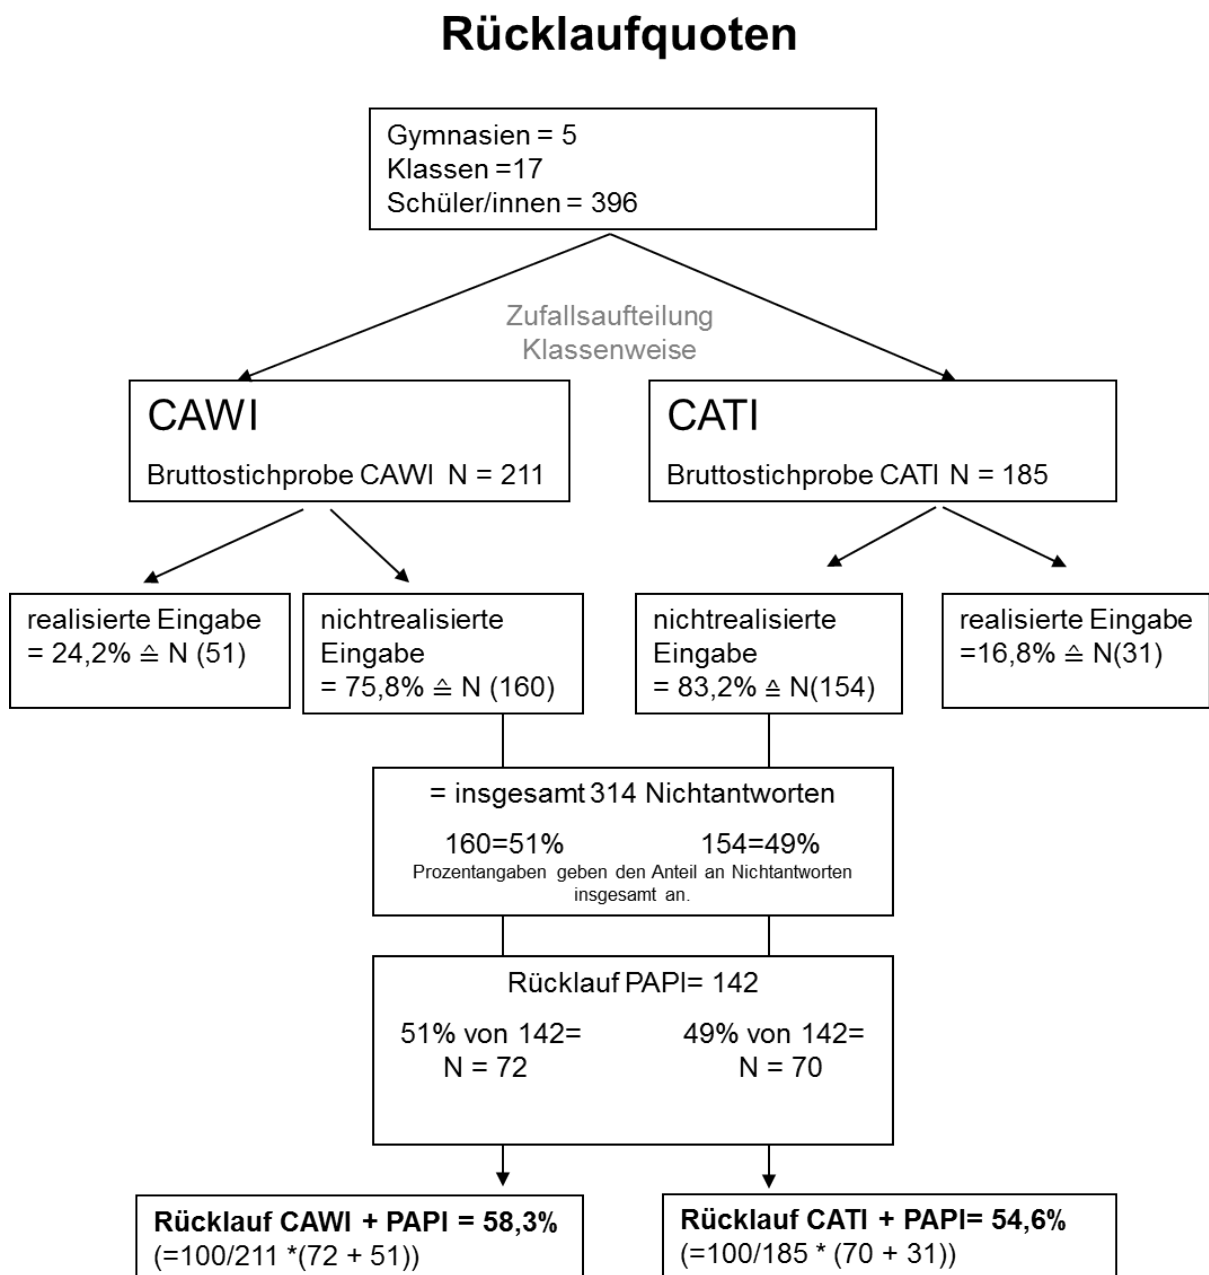 Rücklaufquoten
Gymnasien = 5
Klassen =17
Schüler/innen = 396
Zufallsaufteilung
Klassenweise
CAWI
Bruttostichprobe CAWI N = 211
CATI
Bruttostichprobe CATI N = 185
realisierte Eingabe
= 24,2% ≙ N (51)
nichtrealisierte
Eingabe
= 75,8% ≙ N (160)
nichtrealisierte
Eingabe
= 83,2% ≙ N(154)
realisierte Eingabe
=16,8% ≙ N(31)
= insgesamt 314 Nichtantworten
160=51% 154=49%
Prozentangaben geben den Anteil an Nichtantworten
insgesamt an.
Rücklauf PAPI= 142
51% von 142=
N = 72
49% von 142=
N = 70
Rücklauf CAWI + PAPI = 58,3%
(=100/211 *(72 + 51))
Rücklauf CATI + PAPI= 54,6%
(=100/185 * (70 + 31))